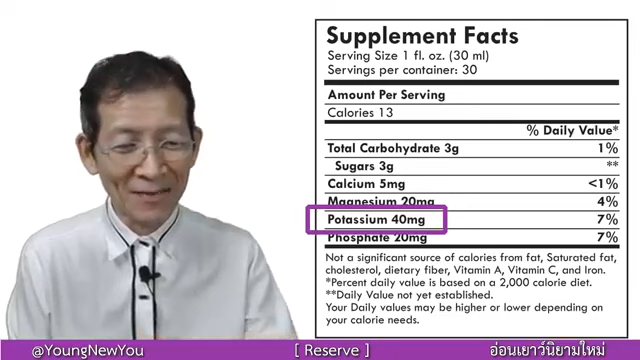 Supplement Facts
Serving Size 1 fl. oz. (30 ml)
Servings per container: 30
Amount Per Serving
Calories 13
% Daily Value*
Total Carbohydrate 3g 1%
Sugars 3g **
Calcium 5mg <1%
Magnesium 20mg 4%
Potassium 40mg 7%
Phosphate 20mg 7%
Not a significant source of calories from fat, Saturated fat,
cholesterol, dietary fiber, Vitamin A, Vitamin C, and Iron.
*Percent daily value is based on a 2,000 calorie diet.
**Daily Value not yet established.
Your Daily values may be higher or lower depending on
your calorie needs.
@YoungNewYou [ Reserve ] อ่อนเยาว์นิยามใหม่